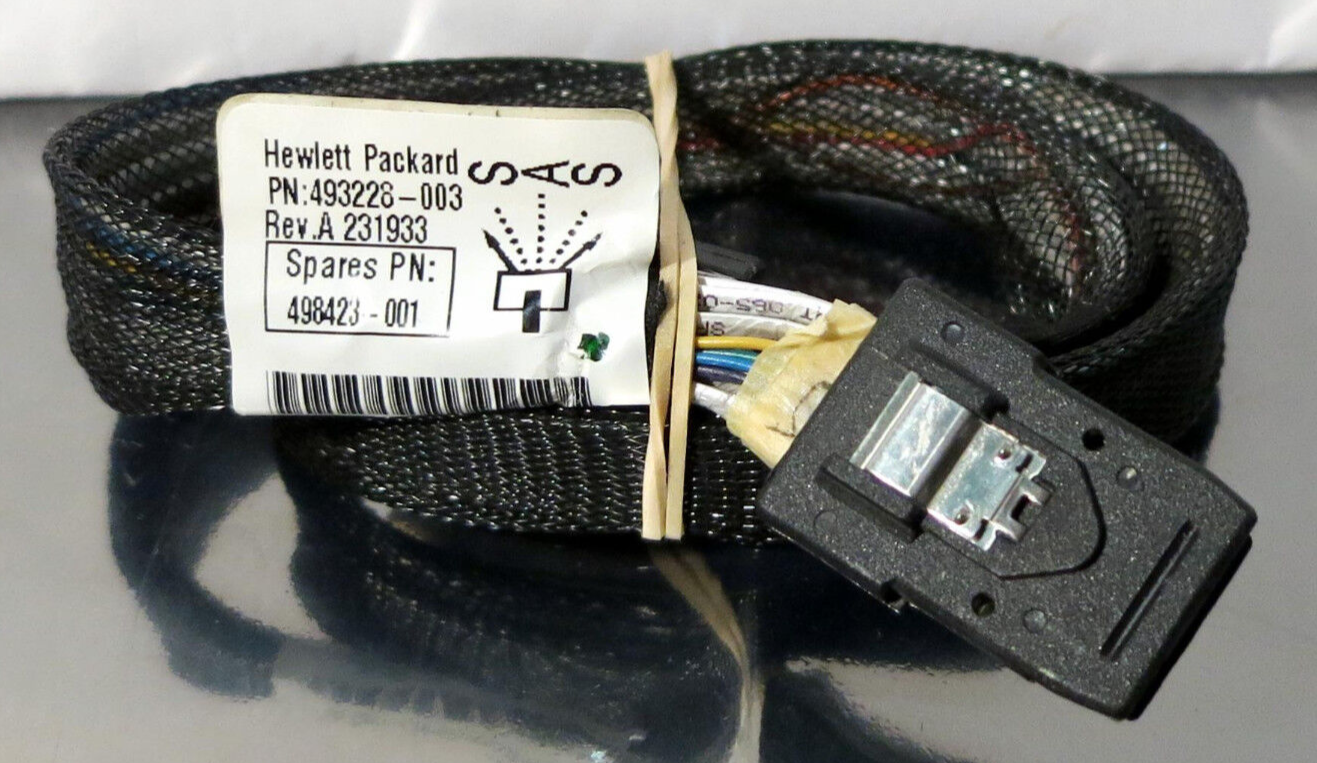 Hewlett Packard
SAS
PN:493228-003
Rev.A 231933
Spares PN:
498423-001